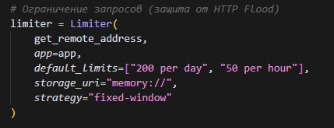 # Ограничение запросов (защита от HTTP Flood)
limiter = Limiter(
    get_remote_address,
    app=app,
    default_limits=["200 per day", "50 per hour"],
    storage_uri="memory://",
    strategy="fixed-window"
)